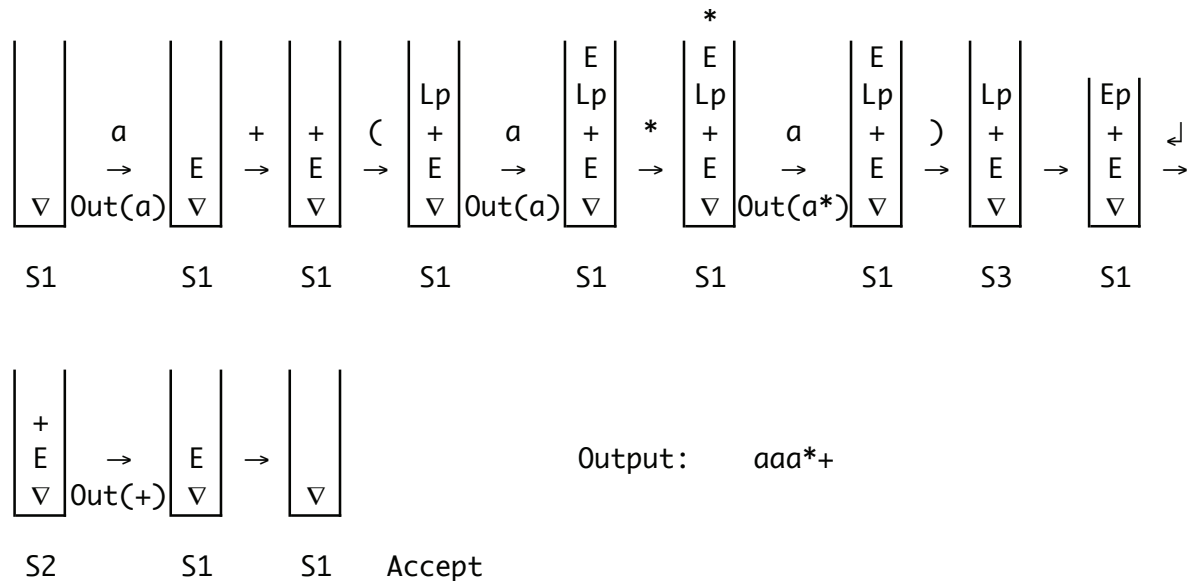 *
E E E
Lp Lp Lp Lp Lp Ep
a + + ( + a + * + a + ) + + ↵
→ E → E → E → E → E → E → E → E →
∇ Out(a) ∇ ∇ ∇ Out(a) ∇ ∇ Out(a*) ∇ ∇ ∇
S1 S1 S1 S1 S1 S1 S1 S3 S1
+
E → E → Output: aaa*+
∇ Out(+) ∇ ∇
S2 S1 S1 Accept